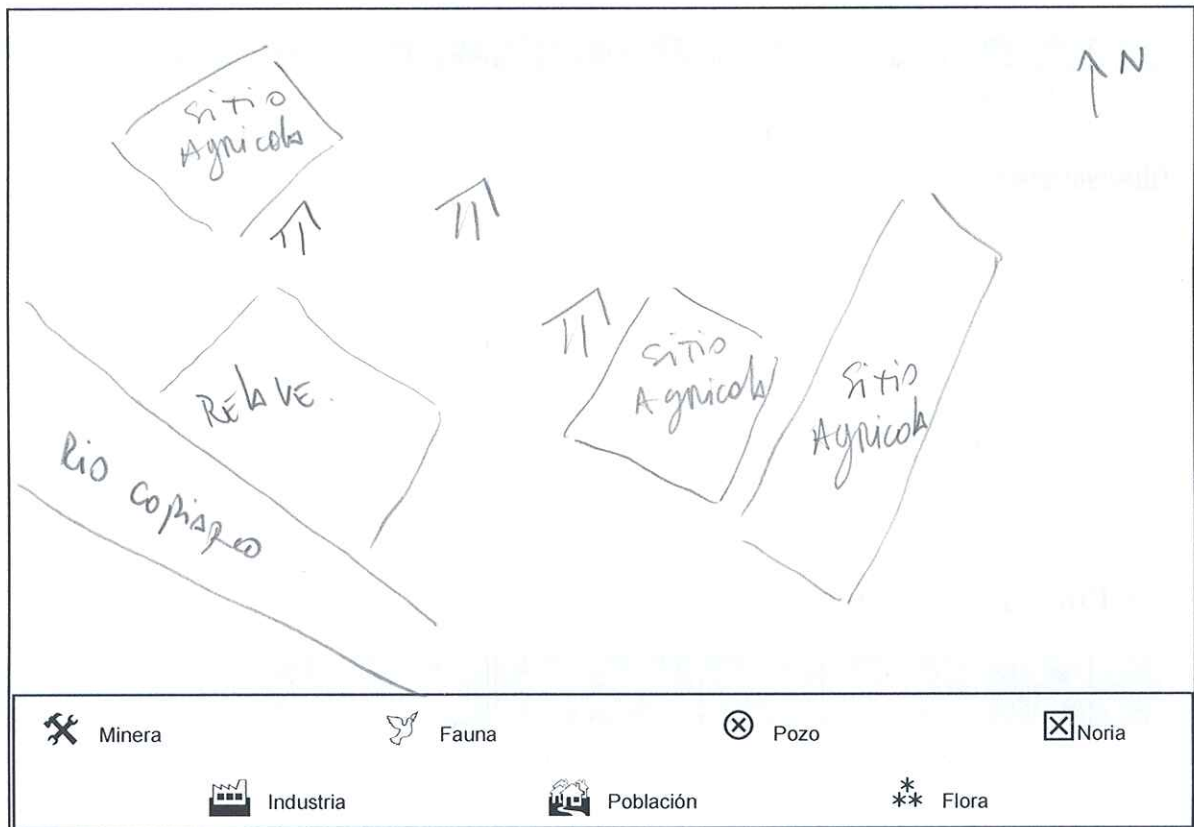 N
Sitio
Agricola
Sitio
Agricola
Sitio
Agricola
RELAVE.
Rio Copiapo
Minera
Fauna
Pozo
Noria
Industria
Población
Flora